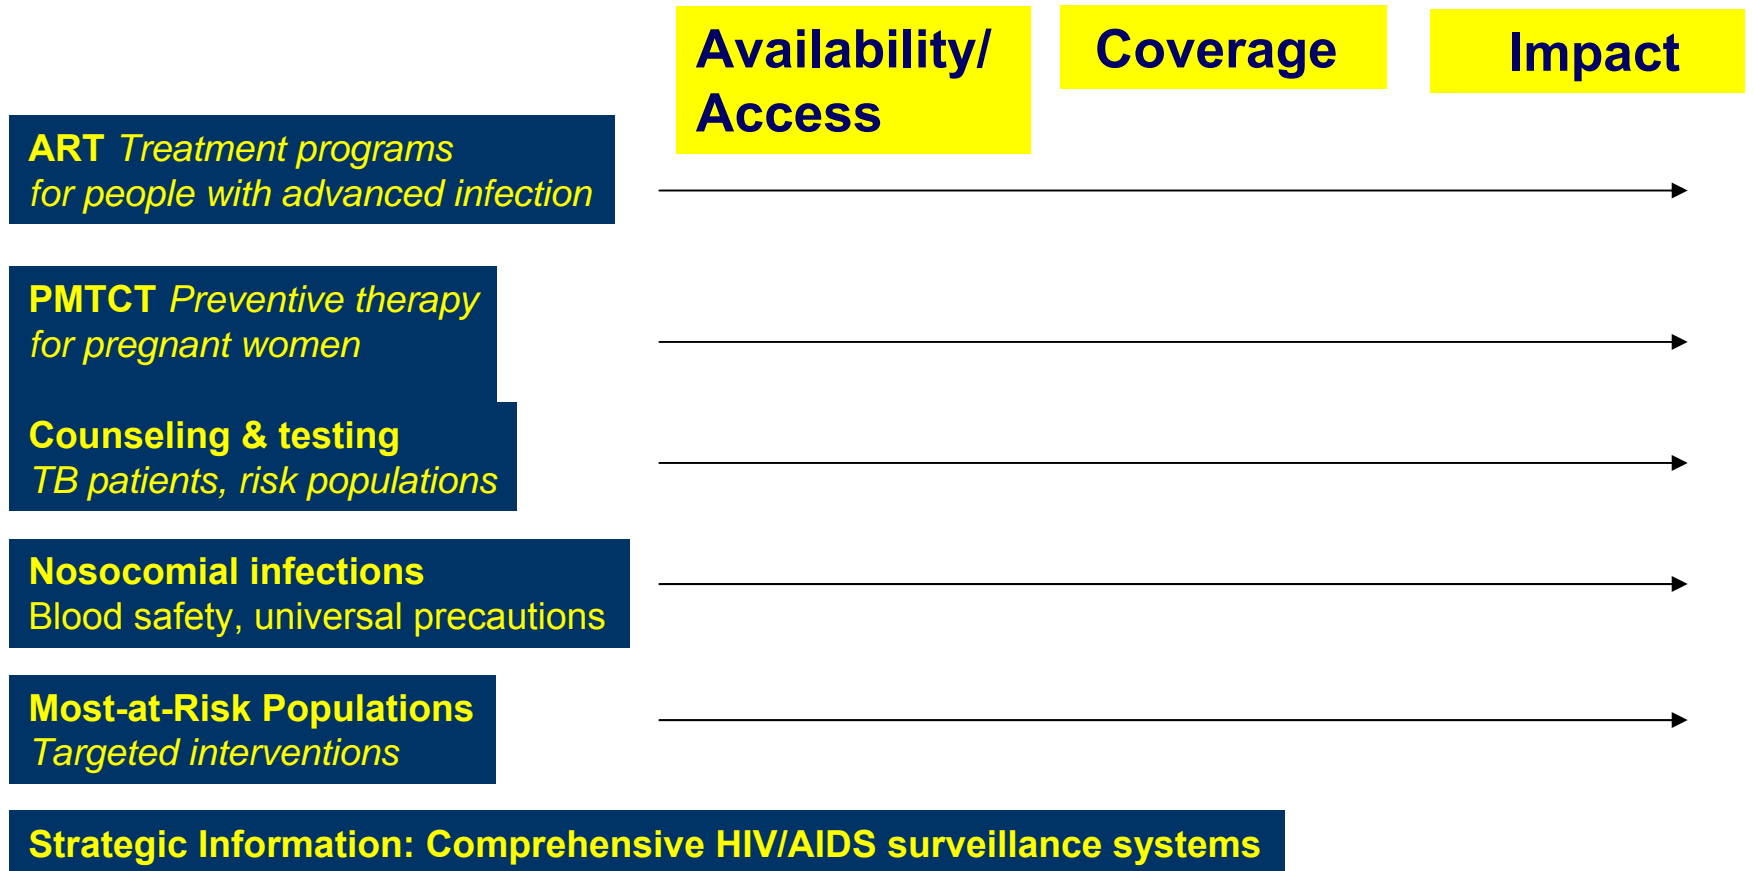 Availability/
Access
Coverage
Impact
ART Treatment programs
for people with advanced infection
PMTCT Preventive therapy
for pregnant women
Counseling & testing
TB patients, risk populations
Nosocomial infections
Blood safety, universal precautions
Most-at-Risk Populations
Targeted interventions
Strategic Information: Comprehensive HIV/AIDS surveillance systems